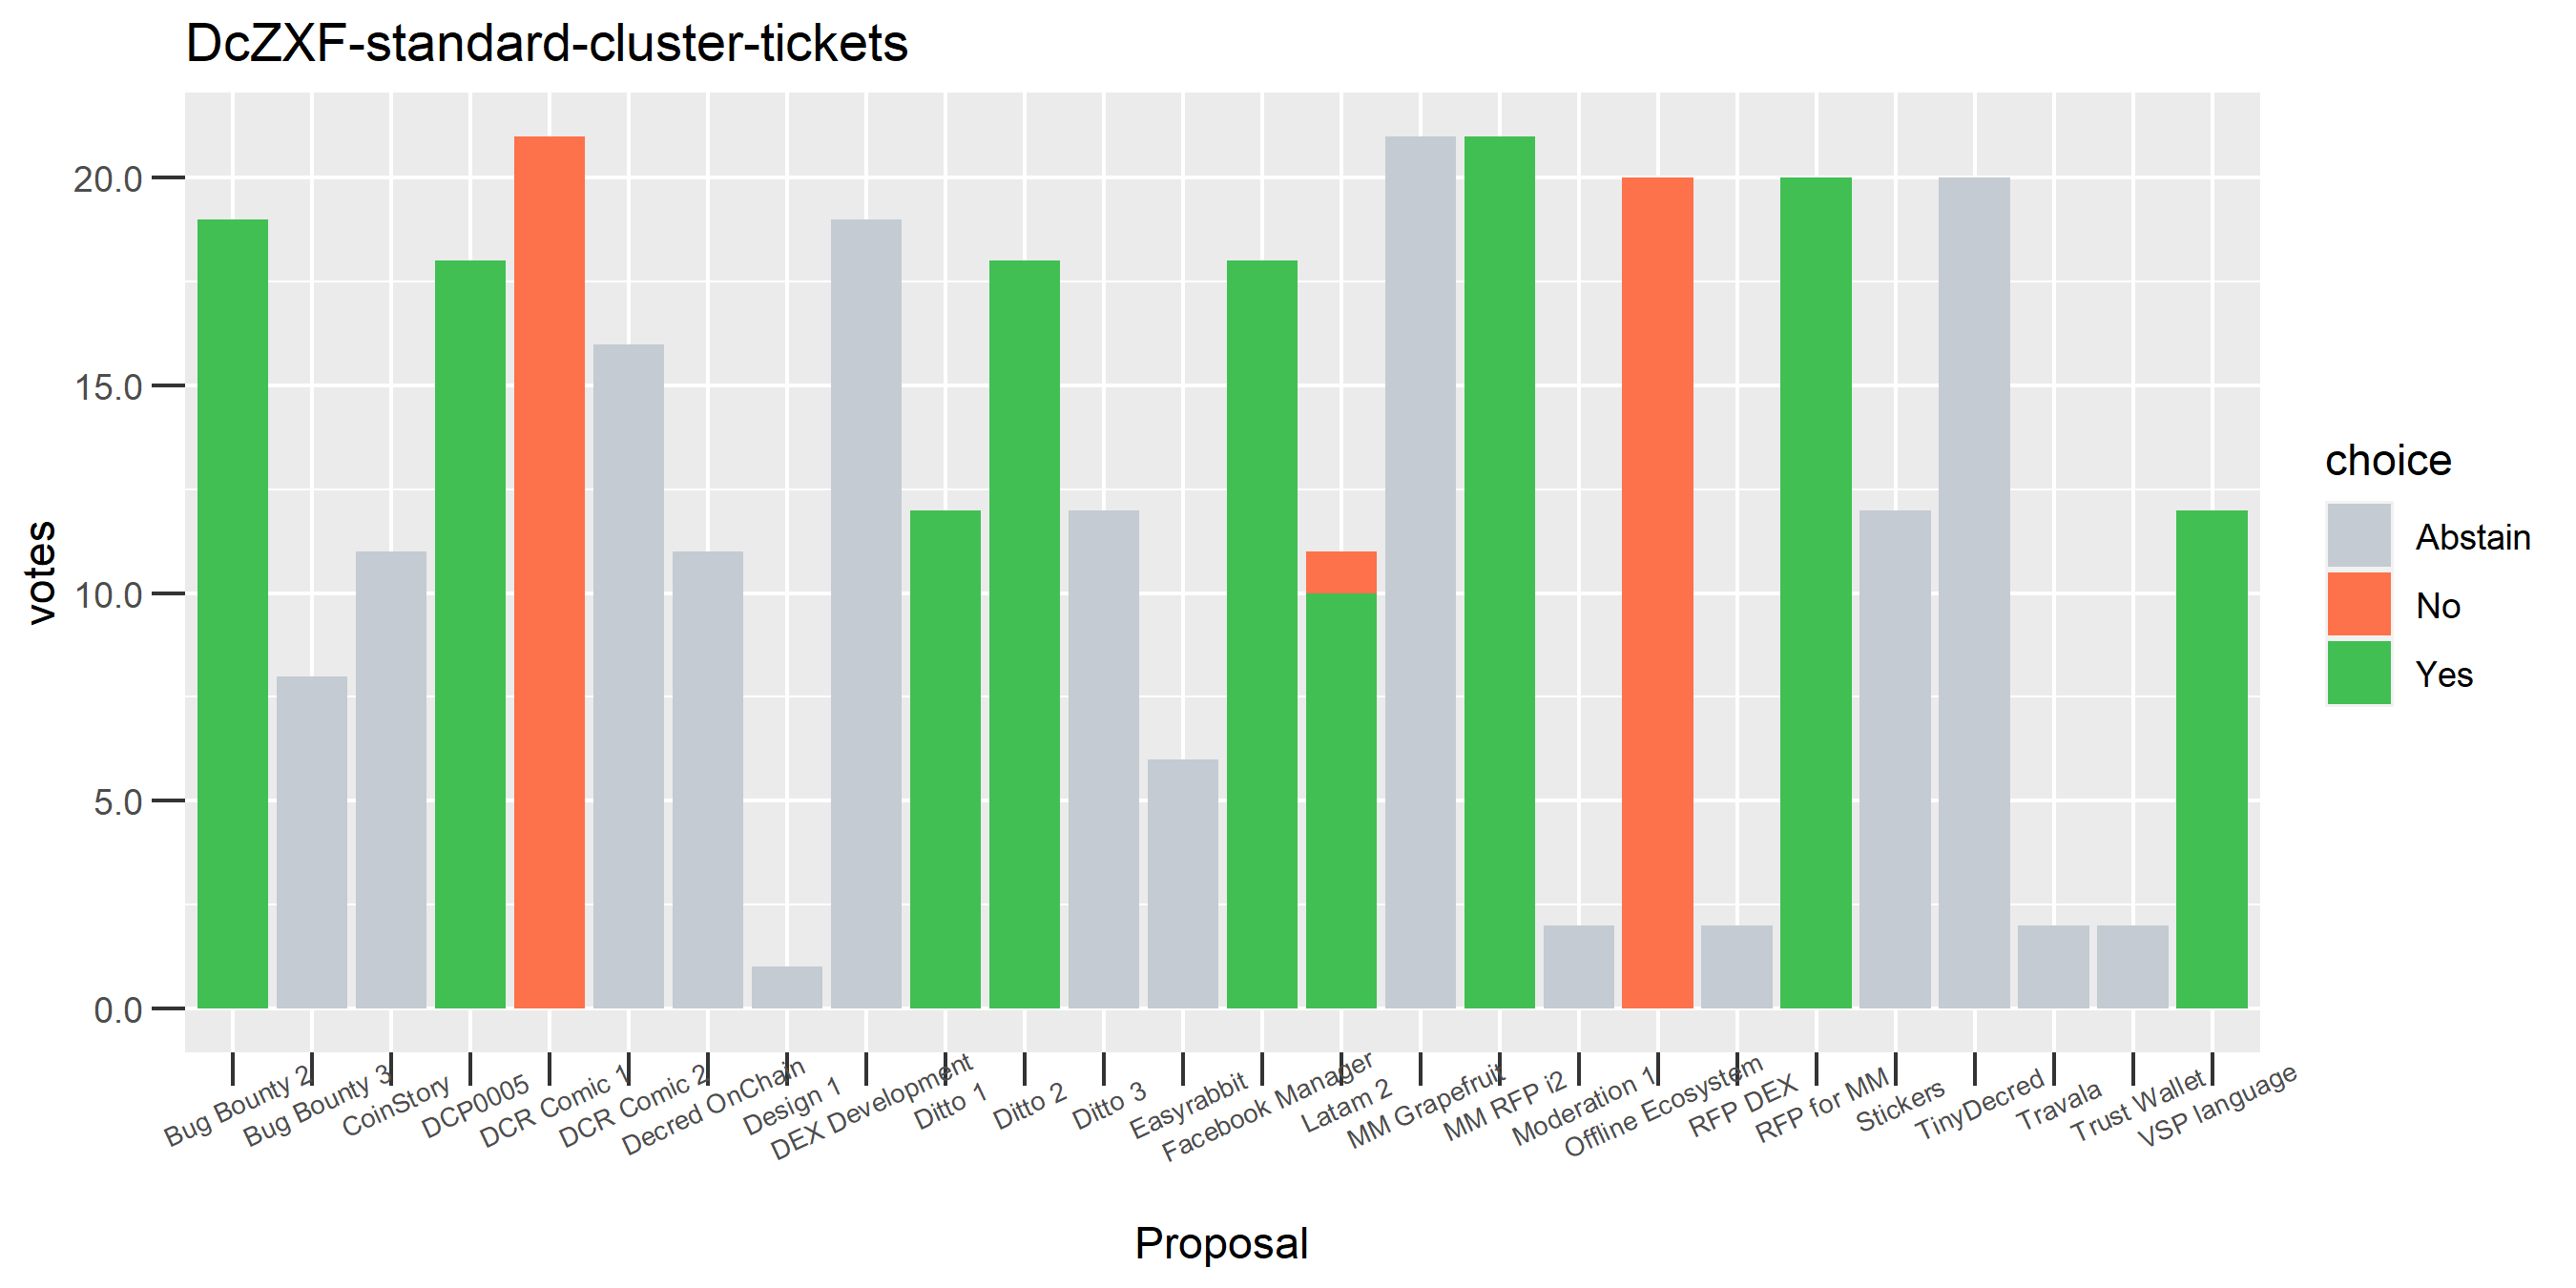 DcZXF-standard-cluster-tickets
votes
20.0
15.0
10.0
5.0
0.0
Bug Bounty 2
Bug Bounty 3
CoinStory
DCP0005
DCR Comic 1
DCR Comic 2
Decred OnChain
Design 1
DEX Development
Ditto 1
Ditto 2
Ditto 3
Easyrabbit
Facebook Manager
Latam 2
MM Grapefruit
MM RFP i2
Moderation 1
Offline Ecosystem
RFP DEX
RFP for MM
Stickers
TinyDecred
Travala
Trust Wallet
VSP language
Proposal
choice
Abstain
No
Yes